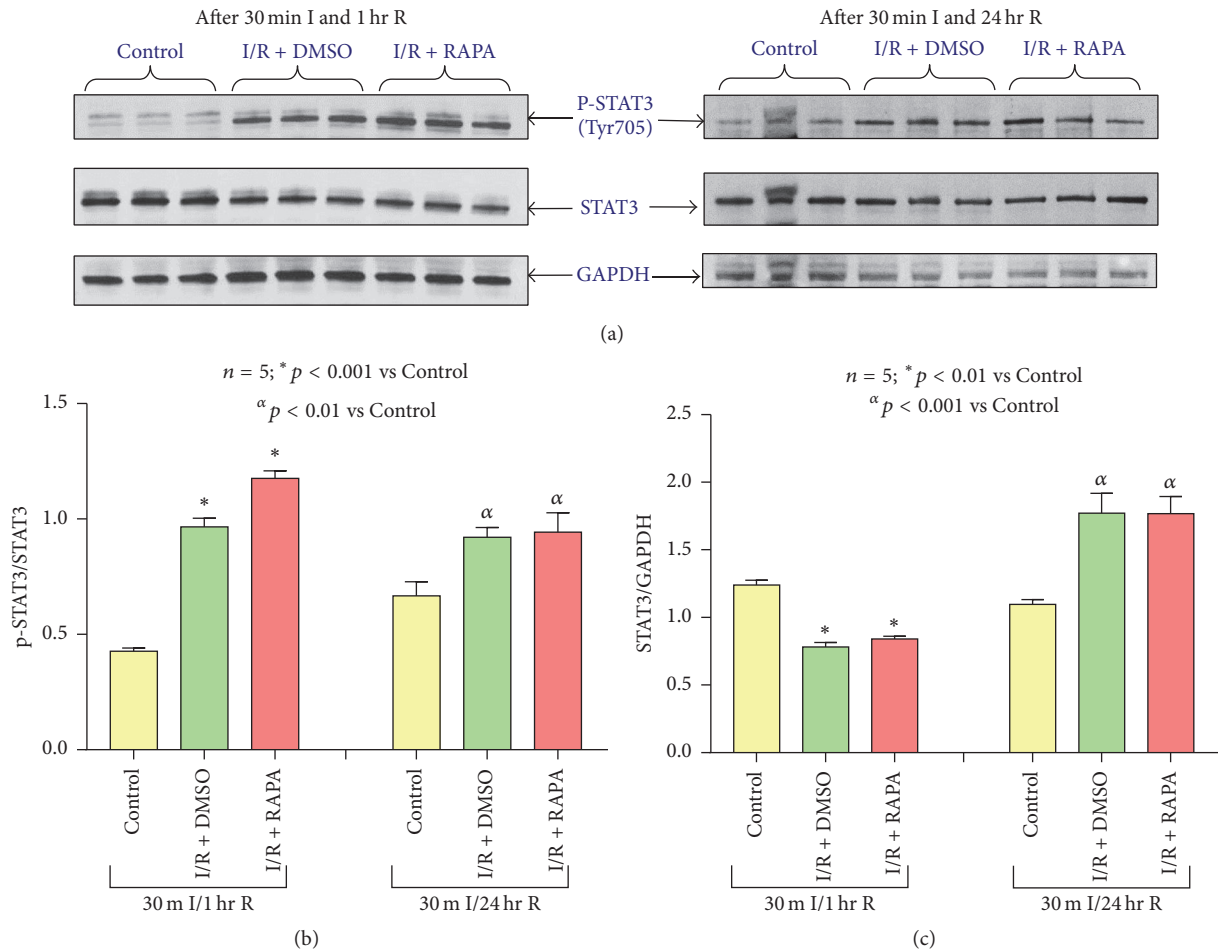 After 30 min I and 1 hr R
After 30 min I and 24 hr R
Control
I/R + DMSO
I/R + RAPA
Control
I/R + DMSO
I/R + RAPA
P-STAT3
(Tyr705)
STAT3
GAPDH
(a)
n = 5; * p < 0.001 vs Control
α p < 0.01 vs Control
p-STAT3/STAT3
1.5
1.0
0.5
0.0
*
*
α
α
Control
I/R + DMSO
I/R + RAPA
Control
I/R + DMSO
I/R + RAPA
30 m I/1 hr R
30 m I/24 hr R
(b)
n = 5; * p < 0.01 vs Control
α p < 0.001 vs Control
STAT3/GAPDH
2.5
2.0
1.5
1.0
0.5
0.0
*
*
α
α
Control
I/R + DMSO
I/R + RAPA
Control
I/R + DMSO
I/R + RAPA
30 m I/1 hr R
30 m I/24 hr R
(c)